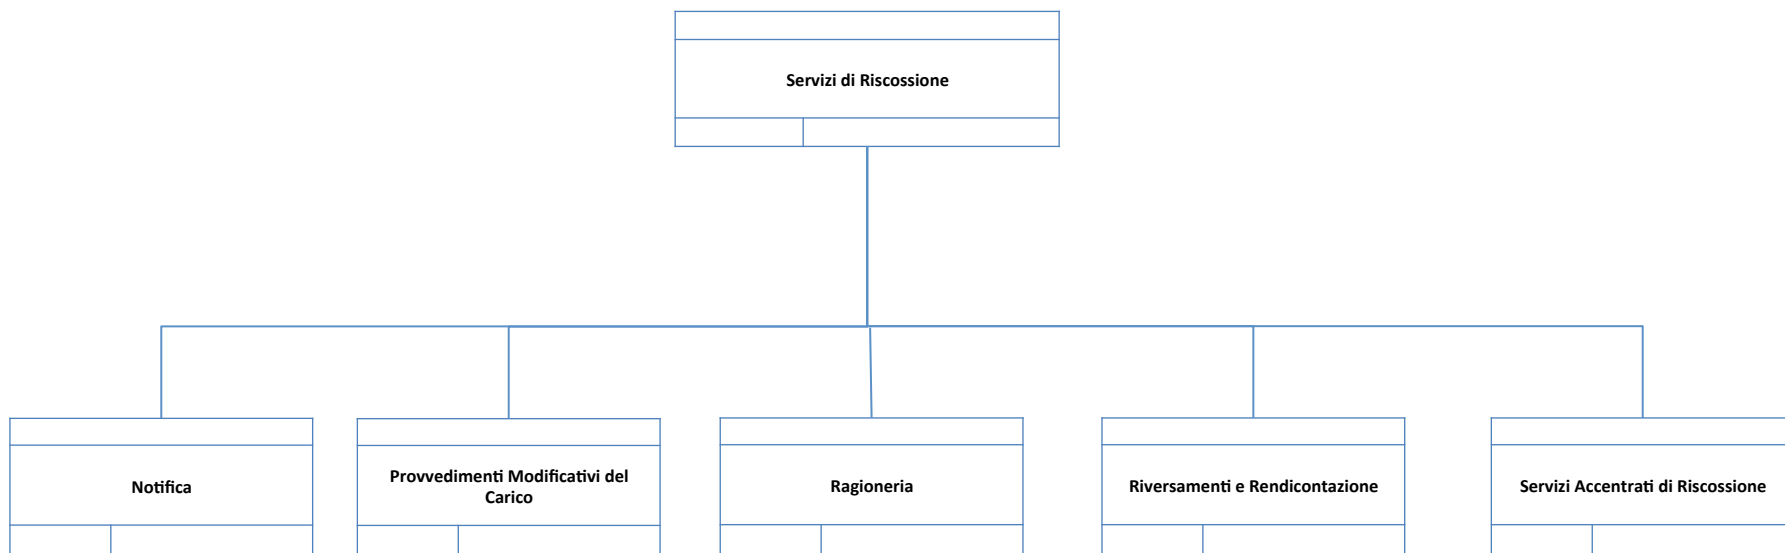 Servizi di Riscossione
Notifica
Provvedimenti Modificativi del
Carico
Ragioneria
Riversamenti e Rendicontazione
Servizi Accentrati di Riscossione